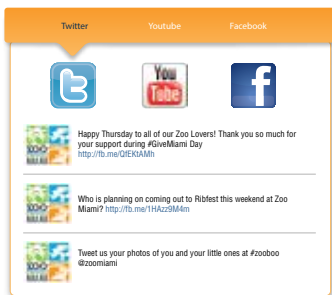 Twitter Youtube Facebook
You
Tube
Happy Thursday to all of our Zoo Lovers! Thank you so much for
your support during #GiveMiami Day
http://fb.me/QfEKtAMh
Who is planning on coming out to Ribfest this weekend at Zoo
Miami? http://fb.me/1HAzz9M4m
Tweet us your photos of you and your little ones at #zooboo
@zoomiami